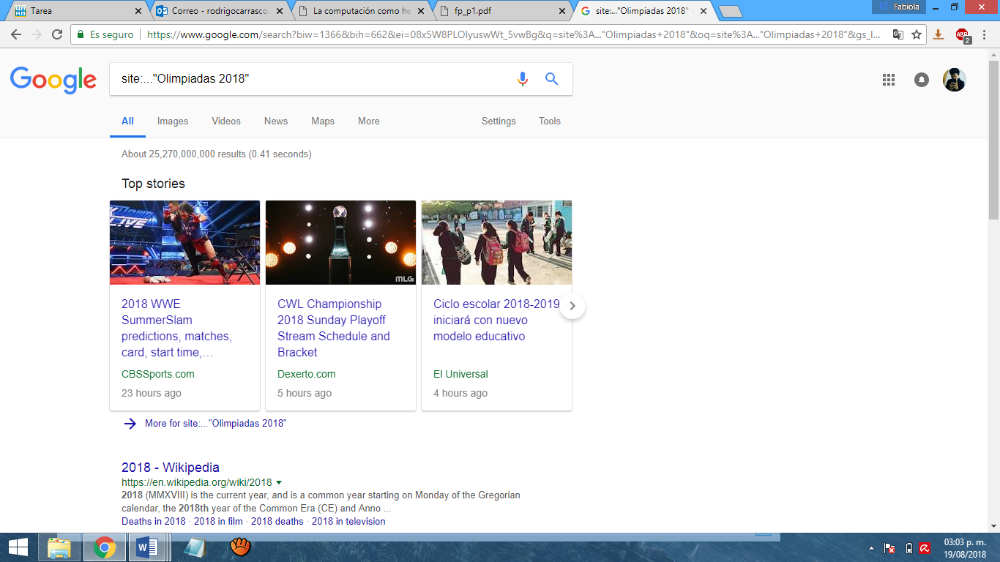 Tarea
Correo - rodrigocarrasco
La computación como he
fp_p1.pdf
site:..."Olimpiadas 2018" -
Fabiola
Es seguro
https://www.google.com/search?biw=1366&bih=662&ei=08x5W8PLOIyuswWt_5vwBg&q=site%3A..."Olimpiadas+2018"&oq=site%3A..."Olimpiadas+2018"&gs_l...
ABP
2
Google
site:..."Olimpiadas 2018"
All
Images
Videos
News
Maps
More
Settings
Tools
About 25,270,000,000 results (0.41 seconds)
Top stories
LIVE
MLG
2018 WWE
SummerSlam
predictions, matches,
card, start time,...
CBSSports.com
23 hours ago
CWL Championship
2018 Sunday Playoff
Stream Schedule and
Bracket
Dexerto.com
5 hours ago
Ciclo escolar 2018-2019
iniciará con nuevo
modelo educativo
El Universal
4 hours ago
More for site:..."Olimpiadas 2018"
2018 - Wikipedia
https://en.wikipedia.org/wiki/2018
2018 (MMXVIII) is the current year, and is a common year starting on Monday of the Gregorian
calendar, the 2018th year of the Common Era (CE) and Anno ...
Deaths in 2018 · 2018 in film · 2018 deaths · 2018 in television
03:03 p. m.
19/08/2018